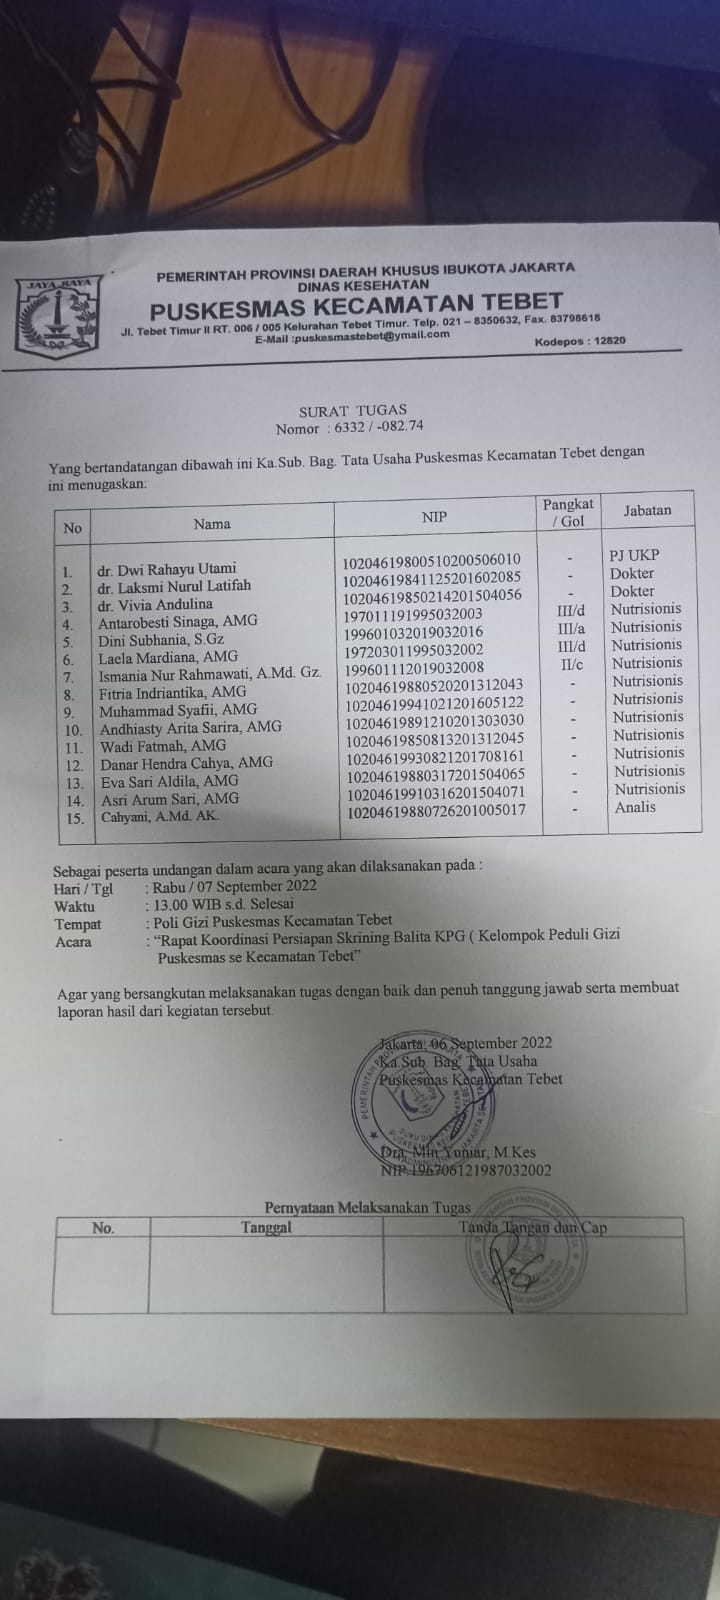 JAYA RAYA
PEMERINTAH PROVINSI DAERAH KHUSUS IBUKOTA JAKARTA
DINAS KESEHATAN
PUSKESMAS KECAMATAN TEBET
Jl. Tebet Timur II RT. 006 / 005 Kelurahan Tebet Timur. Telp. 021 – 8350632, Fax. 83798618
E-Mail :puskesmastebet@ymail.com
Kodepos : 12820
SURAT TUGAS
Nomor : 6332 / -082.74
Yang bertandatangan dibawah ini Ka.Sub. Bag. Tata Usaha Puskesmas Kecamatan Tebet dengan
ini menugaskan:
No Nama NIP Pangkat / Gol Jabatan
1. dr. Dwi Rahayu Utami 10204619800510200506010 - PJ UKP
2. dr. Laksmi Nurul Latifah 10204619841125201602085 - Dokter
3. dr. Vivia Andulina 10204619850214201504056 - Dokter
4. Antarobesti Sinaga, AMG 197011191995032003 III/d Nutrisionis
5. Dini Subhania, S.Gz 199601032019032016 III/a Nutrisionis
6. Laela Mardiana, AMG 197203011995032002 III/d Nutrisionis
7. Ismania Nur Rahmawati, A.Md. Gz. 199601112019032008 II/c Nutrisionis
8. Fitria Indriantika, AMG 10204619880520201312043 - Nutrisionis
9. Muhammad Syafii, AMG 10204619941021201605122 - Nutrisionis
10. Andhiasty Arita Sarira, AMG 10204619891210201303030 - Nutrisionis
11. Wadi Fatmah, AMG 10204619850813201312045 - Nutrisionis
12. Danar Hendra Cahya, AMG 10204619930821201708161 - Nutrisionis
13. Eva Sari Aldila, AMG 10204619880317201504065 - Nutrisionis
14. Asri Arum Sari, AMG 10204619910316201504071 - Nutrisionis
15. Cahyani, A.Md. AK. 10204619880726201005017 - Analis
Sebagai peserta undangan dalam acara yang akan dilaksanakan pada :
Hari / Tgl : Rabu / 07 September 2022
Waktu : 13.00 WIB s.d. Selesai
Tempat : Poli Gizi Puskesmas Kecamatan Tebet
Acara : “Rapat Koordinasi Persiapan Skrining Balita KPG ( Kelompok Peduli Gizi
Puskesmas se Kecamatan Tebet”
Agar yang bersangkutan melaksanakan tugas dengan baik dan penuh tanggung jawab serta membuat
laporan hasil dari kegiatan tersebut.
Jakarta, 06 September 2022
Ka.Sub. Bag. Tata Usaha
Puskesmas Kecamatan Tebet
Dra. Min Yuniar, M.Kes
NIP 196706121987032002
Pernyataan Melaksanakan Tugas
No. Tanggal Tanda Tangan dan Cap